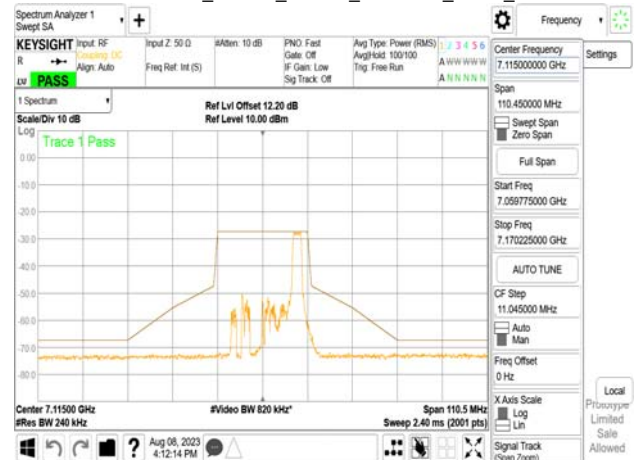 Spectrum Analyzer 1
Swept SA
+
Frequency
KEYSIGHT
R
LV PASS
Input: RF
Coupling: DC
Align: Auto
Input Z: 50 Ω
Freq Ref: Int (S)
#Atten: 10 dB
PNO: Fast
Gate: Off
IF Gain: Low
Sig Track: Off
Avg Type: Power (RMS)
Avg|Hold: 100/100
Trig: Free Run
1 2 3 4 5 6
A W W W W W
A N N N N N
1 Spectrum
Scale/Div 10 dB
Ref Lvl Offset 12.20 dB
Ref Level 10.00 dBm
Log
Trace 1 Pass
0.00
-10.0
-20.0
-30.0
-40.0
-50.0
-60.0
-70.0
-80.0
Center 7.11500 GHz
#Res BW 240 kHz
#Video BW 820 kHz*
Span 110.5 MHz
Sweep 2.40 ms (2001 pts)
Aug 08, 2023
4:12:14 PM
?
Center Frequency
7.115000000 GHz
Settings
Span
110.450000 MHz
Swept Span
Zero Span
Full Span
Start Freq
7.059775000 GHz
Stop Freq
7.170225000 GHz
AUTO TUNE
CF Step
11.045000 MHz
Auto
Man
Freq Offset
0 Hz
X Axis Scale
Log
Lin
Signal Track
(Span Zoom)
Local
Prototype
Limited
Sale
Allowed